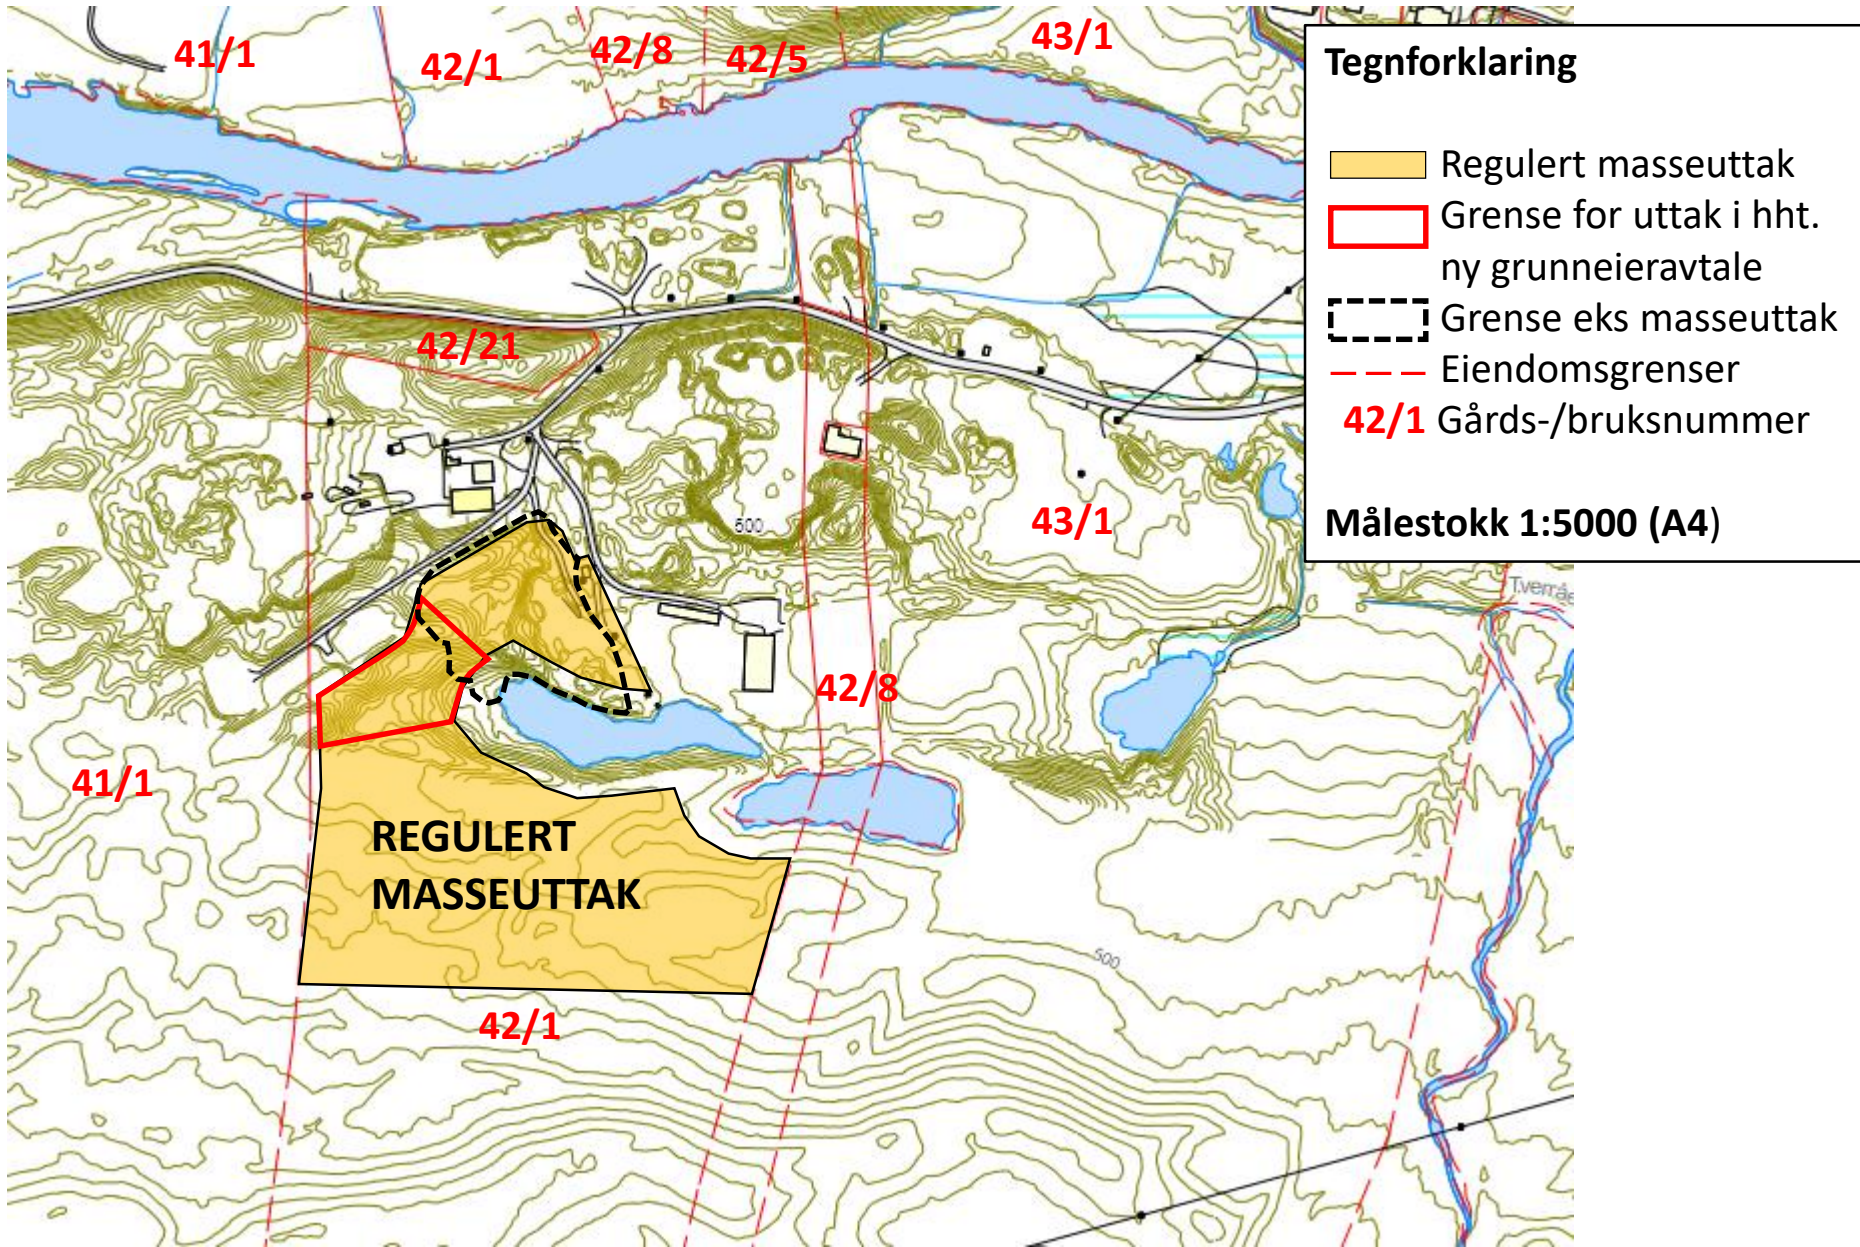 41/1
42/1
42/8
42/5
43/1
Tegnforklaring
Regulert masseuttak
Grense for uttak i hht.
ny grunneieravtale
Grense eks masseuttak
Eiendomsgrenser
42/1 Gårds-/bruksnummer
Målestokk 1:5000 (A4)
42/21
500
43/1
42/8
41/1
REGULERT
MASSEUTTAK
500
42/1